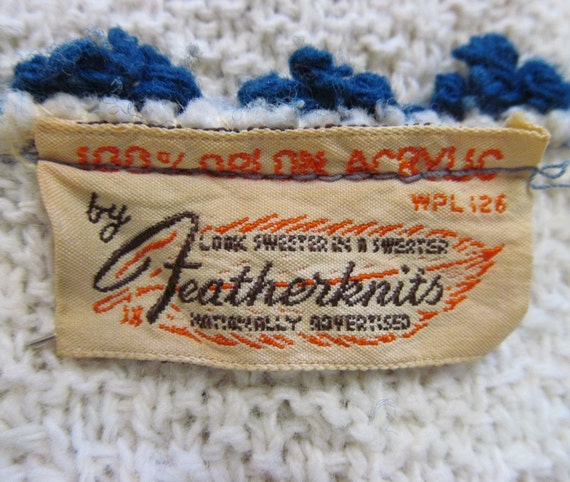 100% ORLON ACRYLIC
WPL 126
by
LOOK SWEETER IN A SWEATER
Featherknits
NATIONALLY ADVERTISED